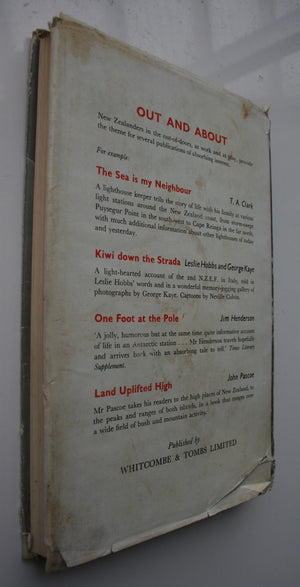 OUT AND ABOUT
New Zealanders in the out-of-doors, at work and at play, provide
the theme for several publications of absorbing interest.
For example:
The Sea is my Neighbour T. A. Clark
A lighthouse keeper tells the story of life with his family at various
light stations around the New Zealand coast, from storm-swept
Puysegur Point in the south-west to Cape Reinga in the far north,
with much additional information about other lighthouses of today
and yesterday.
Kiwi down the Strada Leslie Hobbs and George Kaye
A light-hearted account of the 2nd N.Z.E.F. in Italy, told in
Leslie Hobbs' words and in a wonderful memory-jogging gallery of
photographs by George Kaye. Cartoons by Neville Colvin.
One Foot at the Pole Jim Henderson
'A jolly, humorous but at the same time quite informative account
of life in an Antarctic station . . . Mr Henderson travels hopefully
and arrives back with an absorbing tale to tell.' Times Literary
Supplement.
Land Uplifted High John Pascoe
Mr Pascoe takes his readers to the high places of New Zealand, to
the peaks and ranges of both islands, in a book that ranges over
a wide field of bush and mountain activity.
Published by
WHITCOMBE & TOMBS LIMITED